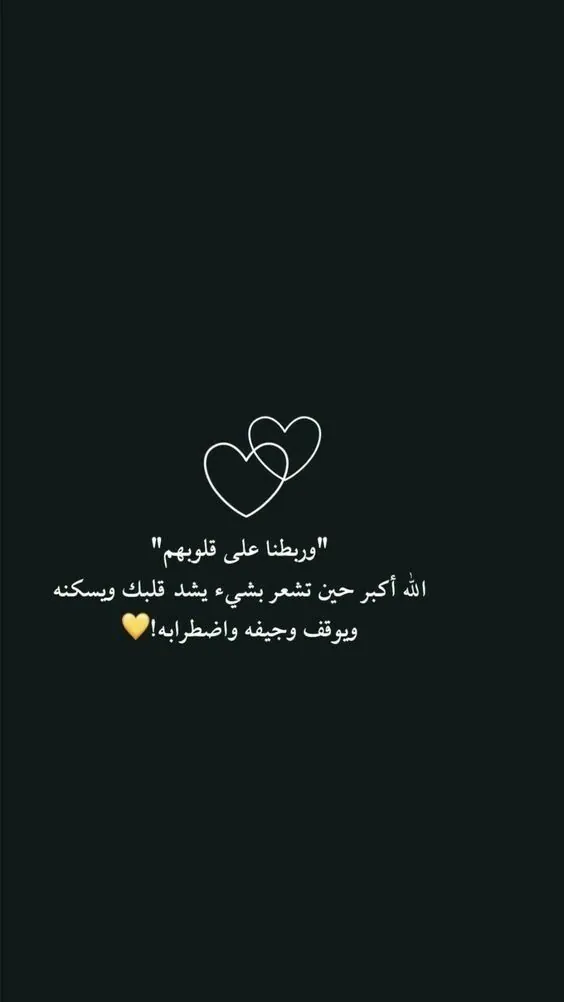 "وربطنا على قلوبهم"
الله أكبر حين تشعر بشيء يشد قلبك ويسكنه
ويوقف وجيفه واضطرابه!💛